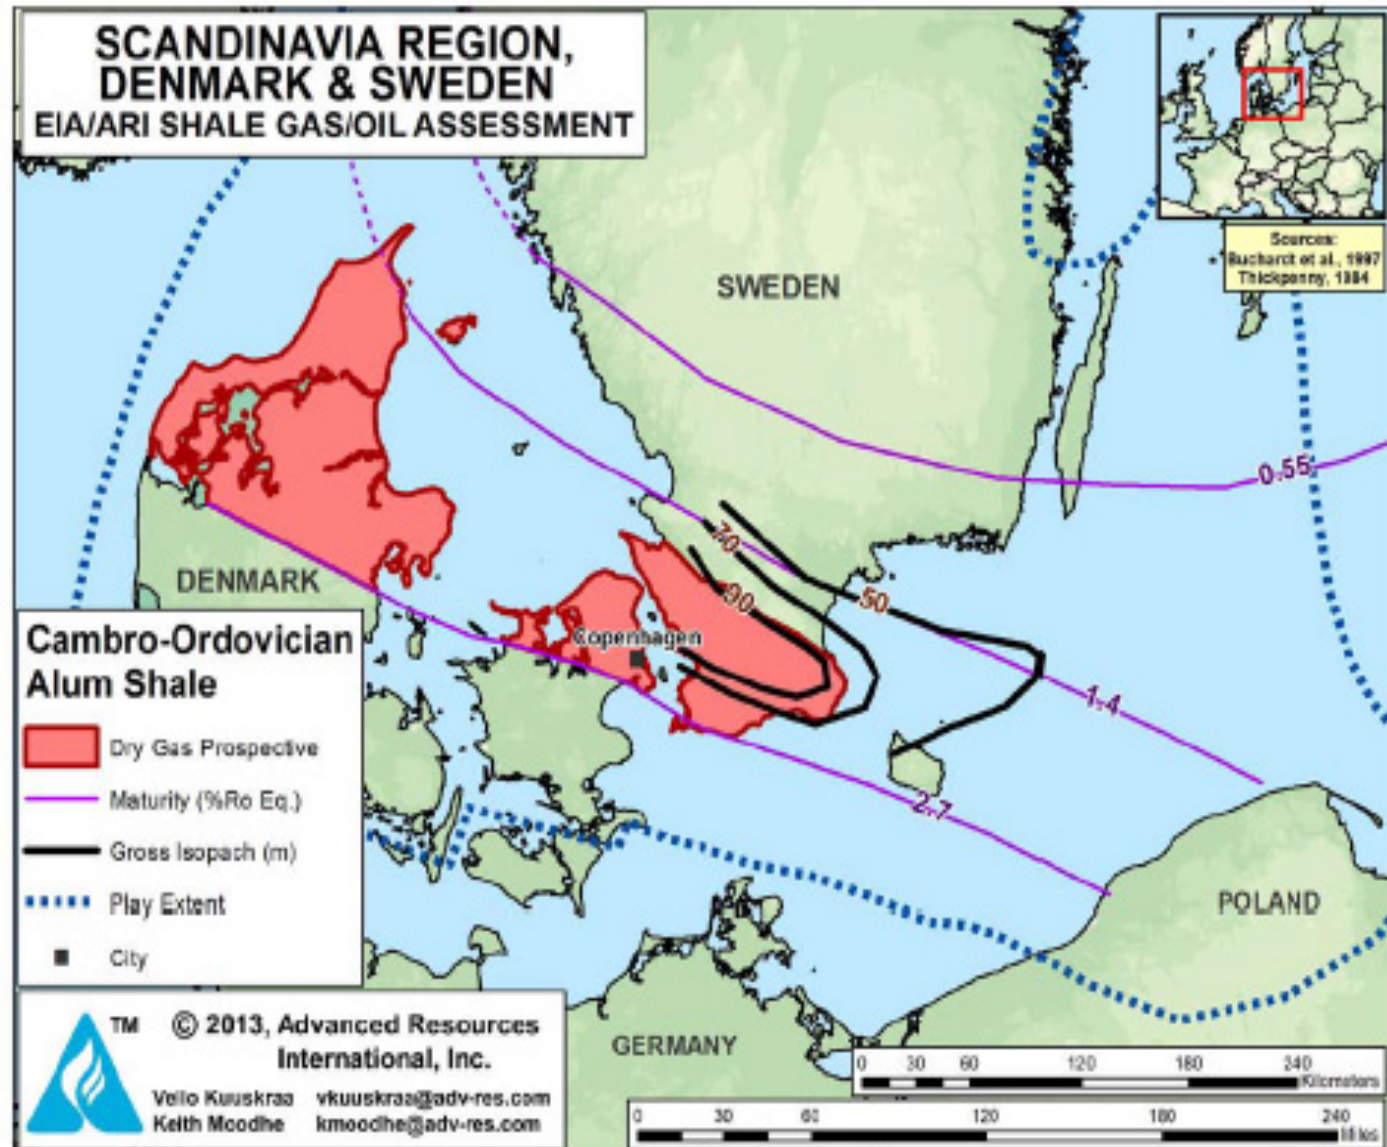 SCANDINAVIA REGION,
DENMARK & SWEDEN
EIA/ARI SHALE GAS/OIL ASSESSMENT
Sources:
Buchardt et al., 1997
Thickpenny, 1984
SWEDEN
0.55
70
90
50
DENMARK
Copenhagen
1.4
2.7
POLAND
GERMANY
Cambro-Ordovician
Alum Shale
Dry Gas Prospective
Maturity (%Ro Eq.)
Gross Isopach (m)
Play Extent
City
TM
© 2013, Advanced Resources
International, Inc.
Vello Kuuskraa vkuuskraa@adv-res.com
Keith Moodhe kmoodhe@adv-res.com
0 30 60 120 180 240
Kilometers
0 30 60 120 180 240
Miles